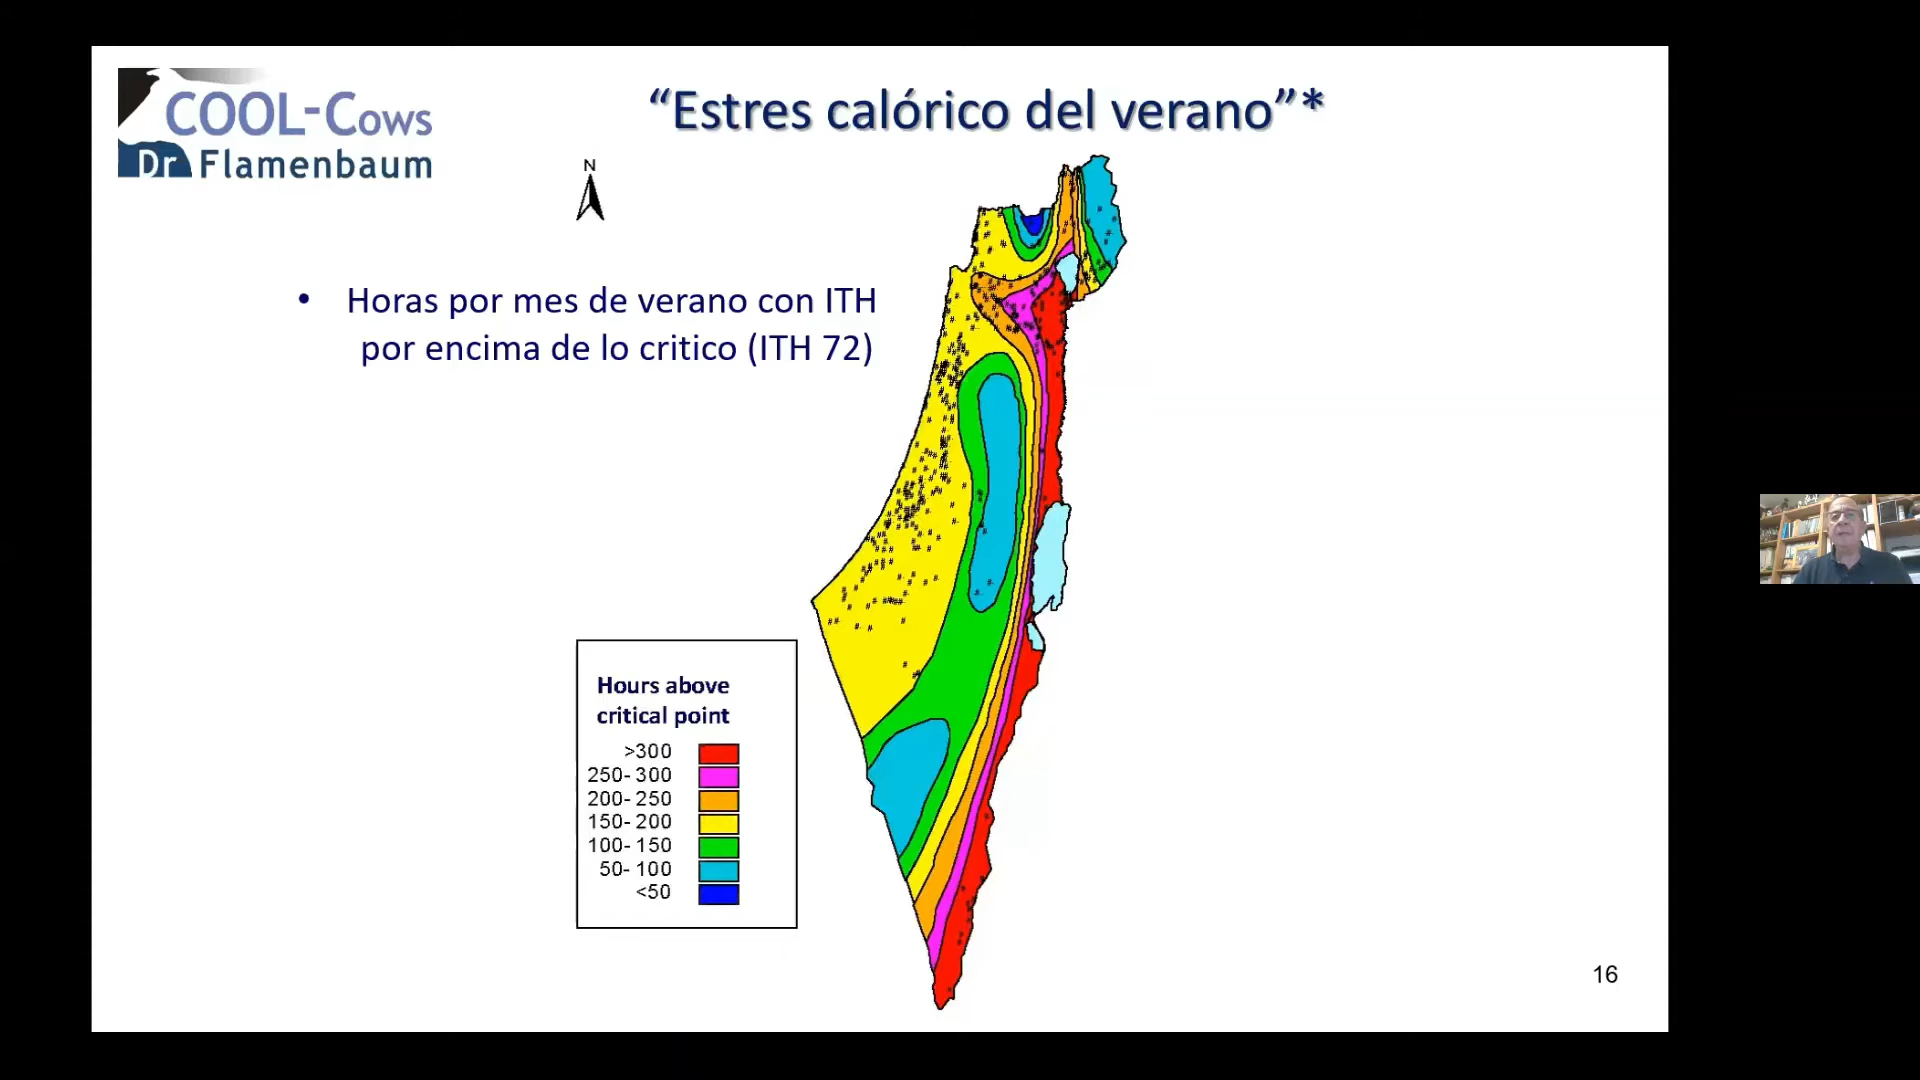 COOL-Cows
Dr Flamenbaum
“Estres calórico del verano”*
N
• Horas por mes de verano con ITH
por encima de lo critico (ITH 72)
Hours above
critical point
>300
250- 300
200- 250
150- 200
100- 150
50- 100
<50
16